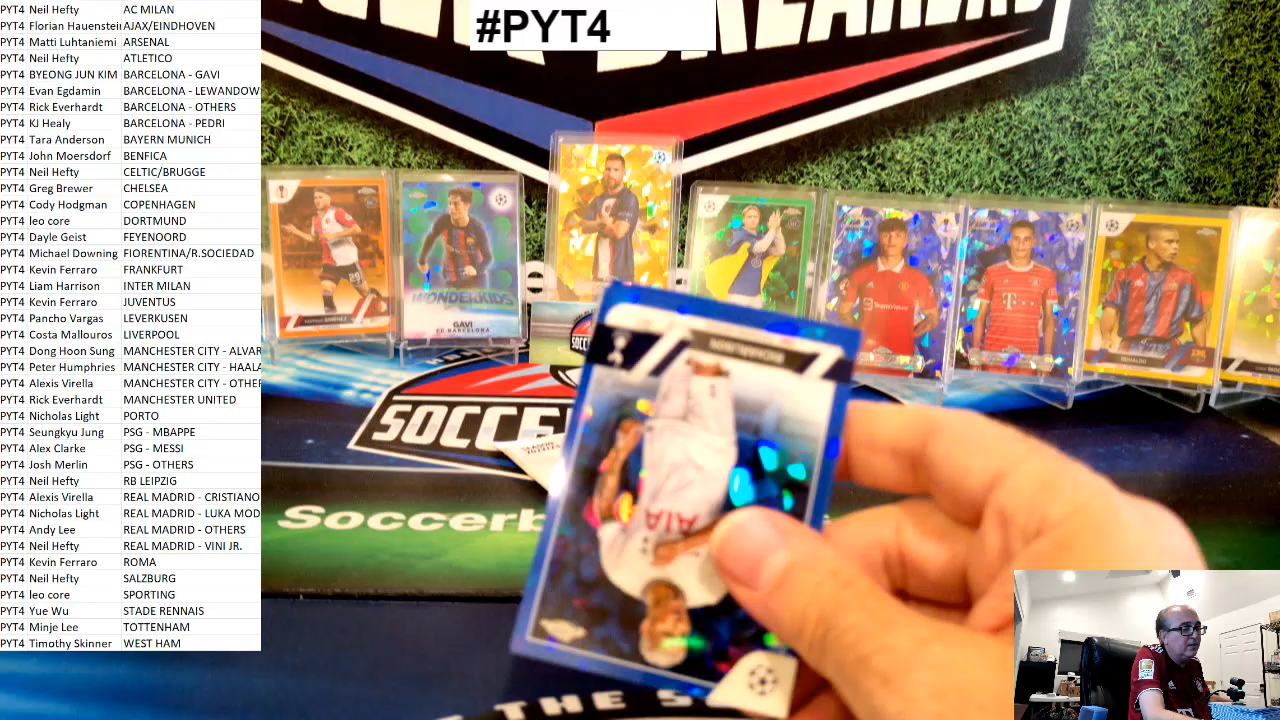 #PYT4
PYT4 Neil Hefty AC MILAN
PYT4 Florian Hauenstein AJAX/EINDHOVEN
PYT4 Matti Luhtaniemi ARSENAL
PYT4 Neil Hefty ATLETICO
PYT4 BYEONG JUN KIM BARCELONA - GAVI
PYT4 Evan Egdamin BARCELONA - LEWANDOW
PYT4 Rick Everhardt BARCELONA - OTHERS
PYT4 KJ Healy BARCELONA - PEDRI
PYT4 Tara Anderson BAYERN MUNICH
PYT4 John Moersdorf BENFICA
PYT4 Neil Hefty CELTIC/BRUGGE
PYT4 Greg Brewer CHELSEA
PYT4 Cody Hodgman COPENHAGEN
PYT4 leo core DORTMUND
PYT4 Dayle Geist FEYENOORD
PYT4 Michael Downing FIORENTINA/R.SOCIEDAD
PYT4 Kevin Ferraro FRANKFURT
PYT4 Liam Harrison INTER MILAN
PYT4 Kevin Ferraro JUVENTUS
PYT4 Pancho Vargas LEVERKUSEN
PYT4 Paul Mallouros LIVERPOOL
PYT4 Dong Hoon Sung MANCHESTER CITY - ALVAR
PYT4 Peter Humphries MANCHESTER CITY - HAALA
PYT4 Alexis Virella MANCHESTER CITY - OTHE
PYT4 Rick Everhardt MANCHESTER UNITED
PYT4 Nicholas Light PORTO
PYT4 Seungkyu Jung PSG - MBAPPE
PYT4 Alex Clarke PSG - MESSI
PYT4 Josh Merlin PSG - OTHERS
PYT4 Neil Hefty RB LEIPZIG
PYT4 Alexis Virella REAL MADRID - CRISTIANO
PYT4 Nicholas Light REAL MADRID - LUKA MOD
PYT4 Andy Lee REAL MADRID - OTHERS
PYT4 Neil Hefty REAL MADRID - VINI JR.
PYT4 Kevin Ferraro ROMA
PYT4 Neil Hefty SALZBURG
PYT4 leo core SPORTING
PYT4 Yue Wu STADE RENNAIS
PYT4 Minje Lee TOTTENHAM
PYT4 Timothy Skinner WEST HAM
WONDERKIDS
GAVI
FC BARCELONA
TeamViewer
RONALDO
SOCCE
Soccerb
AIA
RICHARLISON
THE S